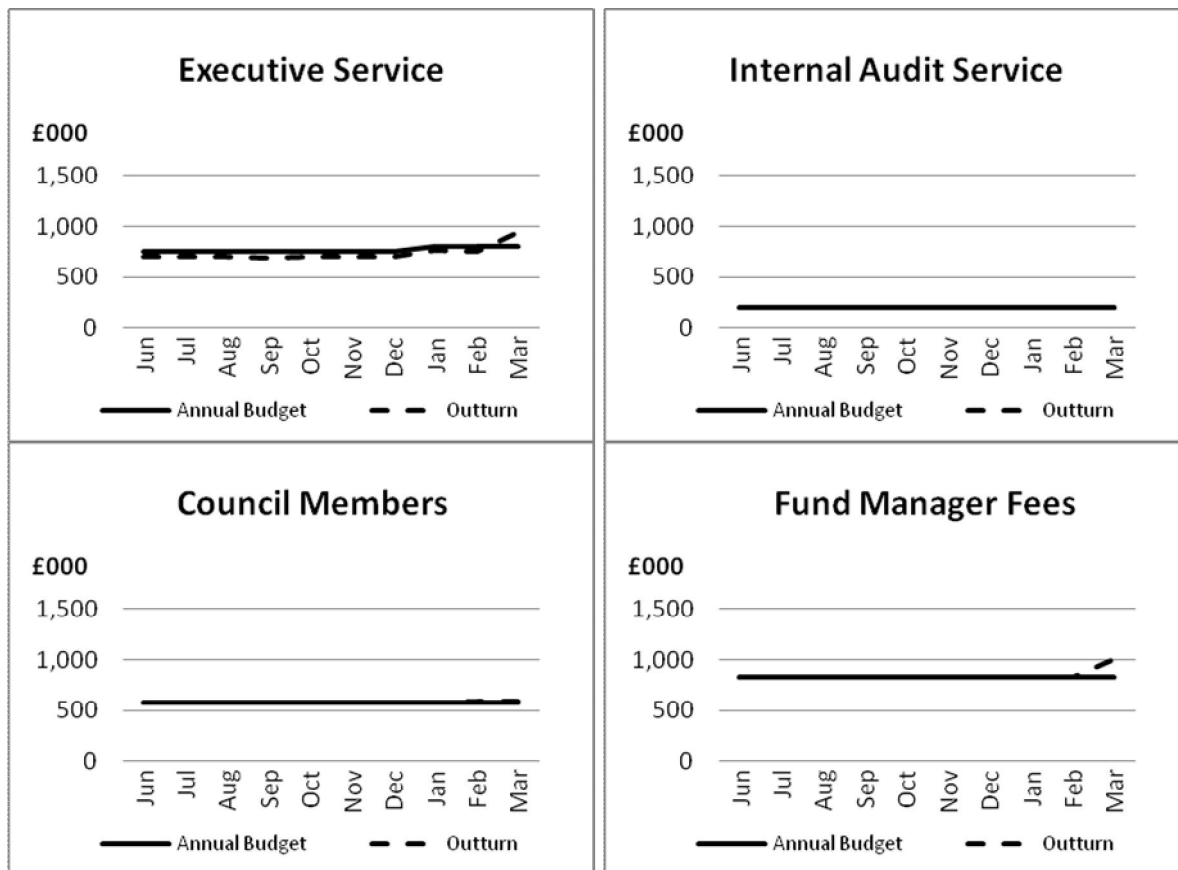 Executive Service
£000
1,500
1,000
500
0
Jun
Jul
Aug
Sep
Oct
Nov
Dec
Jan
Feb
Mar
Annual Budget Outturn
Internal Audit Service
£000
1,500
1,000
500
0
Jun
Jul
Aug
Sep
Oct
Nov
Dec
Jan
Feb
Mar
Annual Budget Outturn
Council Members
£000
1,500
1,000
500
0
Jun
Jul
Aug
Sep
Oct
Nov
Dec
Jan
Feb
Mar
Annual Budget Outturn
Fund Manager Fees
£000
1,500
1,000
500
0
Jun
Jul
Aug
Sep
Oct
Nov
Dec
Jan
Feb
Mar
Annual Budget Outturn